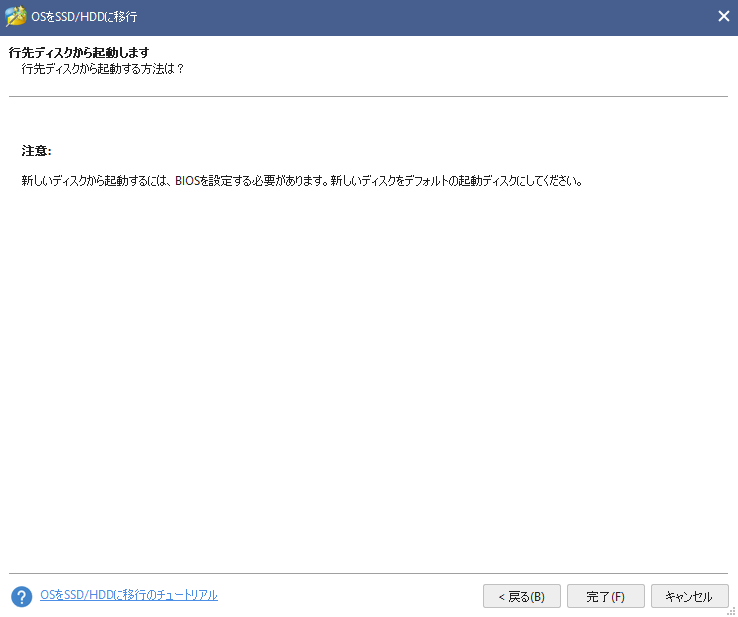 OSをSSD/HDDに移行
行先ディスクから起動します
行先ディスクから起動する方法は？
注意:
新しいディスクから起動するには、BIOSを設定する必要があります。新しいディスクをデフォルトの起動ディスクにしてください。
OSをSSD/HDDに移行のチュートリアル
< 戻る(B) 完了(F) キャンセル